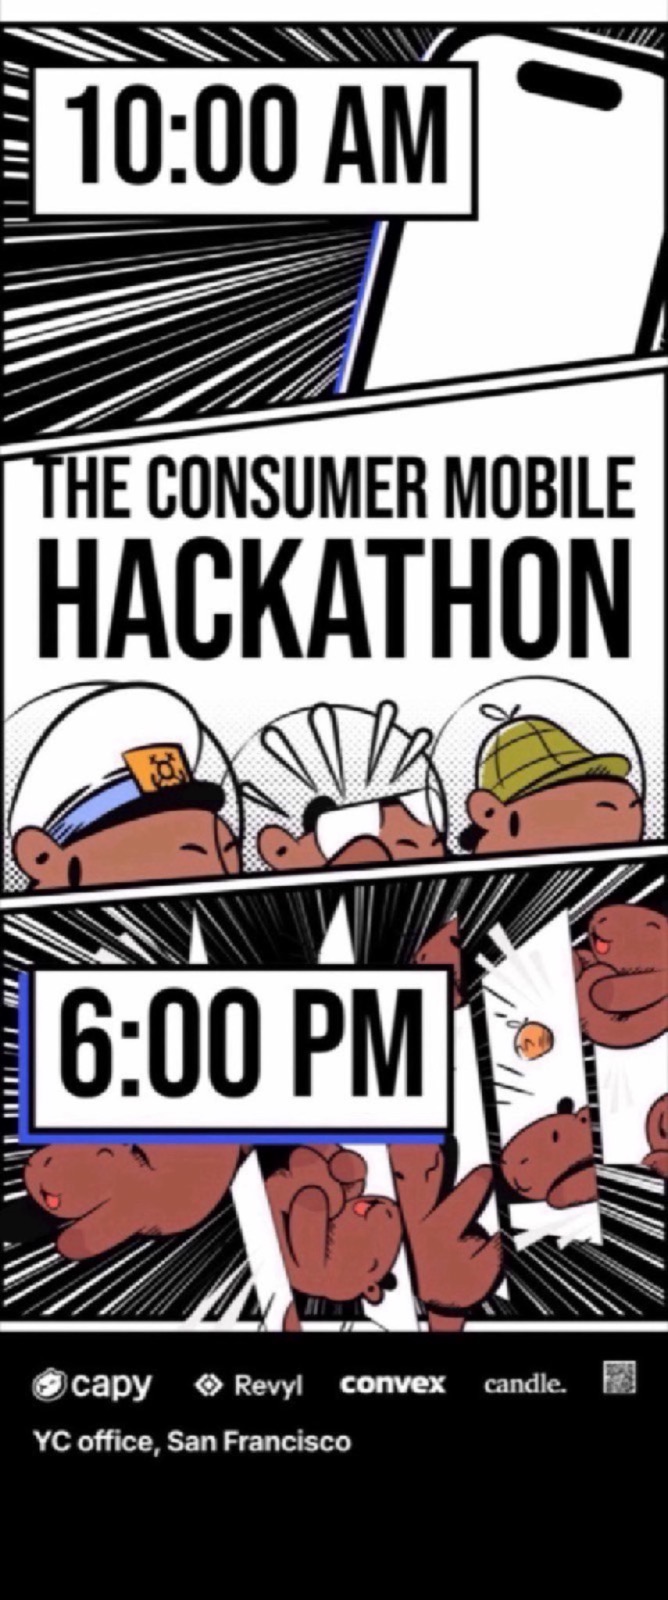 10:00 AM
THE CONSUMER MOBILE
HACKATHON
6:00 PM
capy Revyl convex candle.
YC office, San Francisco